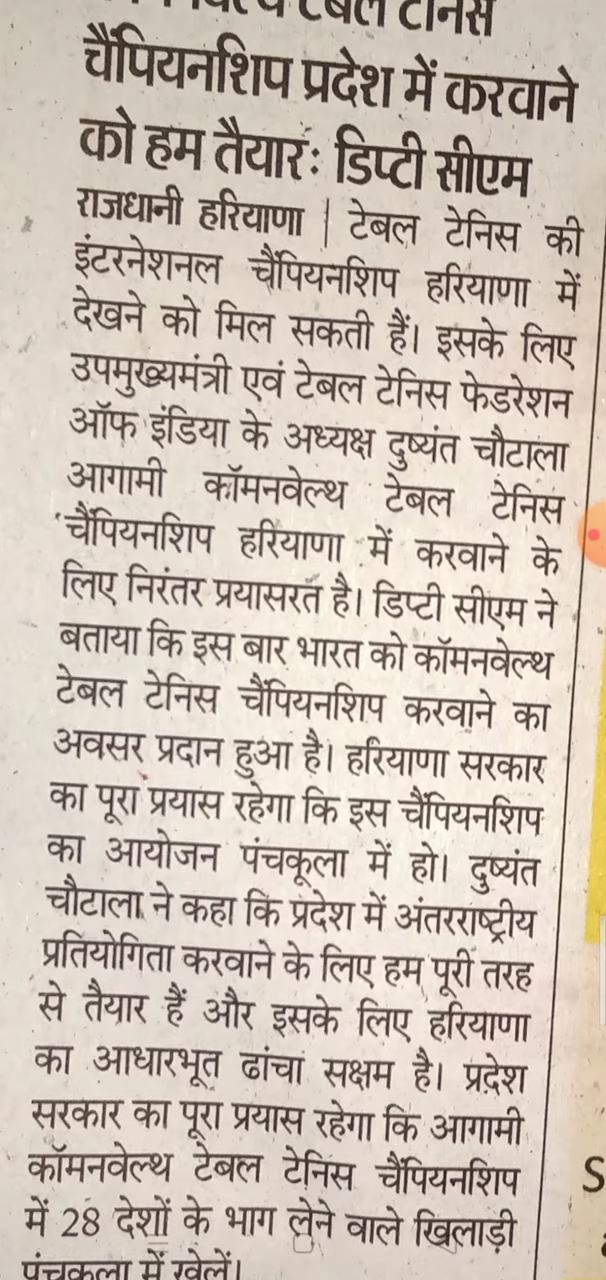 टेबल टेनिस
चैंपियनशिप प्रदेश में करवाने
को हम तैयार: डिप्टी सीएम
राजधानी हरियाणा | टेबल टेनिस की
इंटरनेशनल चैंपियनशिप हरियाणा में
देखने को मिल सकती हैं। इसके लिए
उपमुख्यमंत्री एवं टेबल टेनिस फेडरेशन
ऑफ इंडिया के अध्यक्ष दुष्यंत चौटाला
आगामी कॉमनवेल्थ टेबल टेनिस
चैंपियनशिप हरियाणा में करवाने के
लिए निरंतर प्रयासरत है। डिप्टी सीएम ने
बताया कि इस बार भारत को कॉमनवेल्थ
टेबल टेनिस चैंपियनशिप करवाने का
अवसर प्रदान हुआ है। हरियाणा सरकार
का पूरा प्रयास रहेगा कि इस चैंपियनशिप
का आयोजन पंचकूला में हो। दुष्यंत
चौटाला ने कहा कि प्रदेश में अंतरराष्ट्रीय
प्रतियोगिता करवाने के लिए हम पूरी तरह
से तैयार हैं और इसके लिए हरियाणा
का आधारभूत ढांचा सक्षम है। प्रदेश
सरकार का पूरा प्रयास रहेगा कि आगामी
कॉमनवेल्थ टेबल टेनिस चैंपियनशिप
में 28 देशों के भाग लेने वाले खिलाड़ी
पंचकूला में खेलें।
S